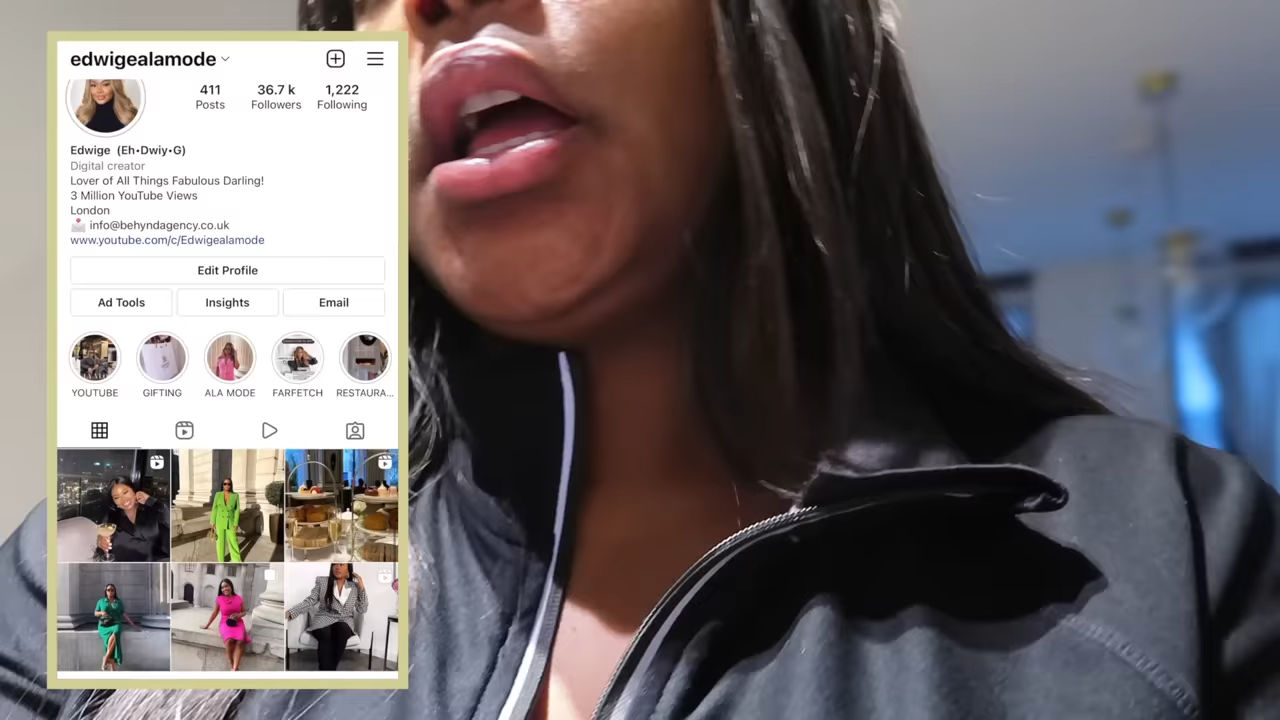 edwigealamode
411 36.7 k 1,222
Posts Followers Following
Edwige (Eh•Dwiy•G)
Digital creator
Lover of All Things Fabulous Darling!
3 Million YouTube Views
London
📩 info@behyndagency.co.uk
www.youtube.com/c/Edwigealamode
Edit Profile
Ad Tools Insights Email
YOUTUBE GIFTING ALA MODE FARFETCH RESTAURA...